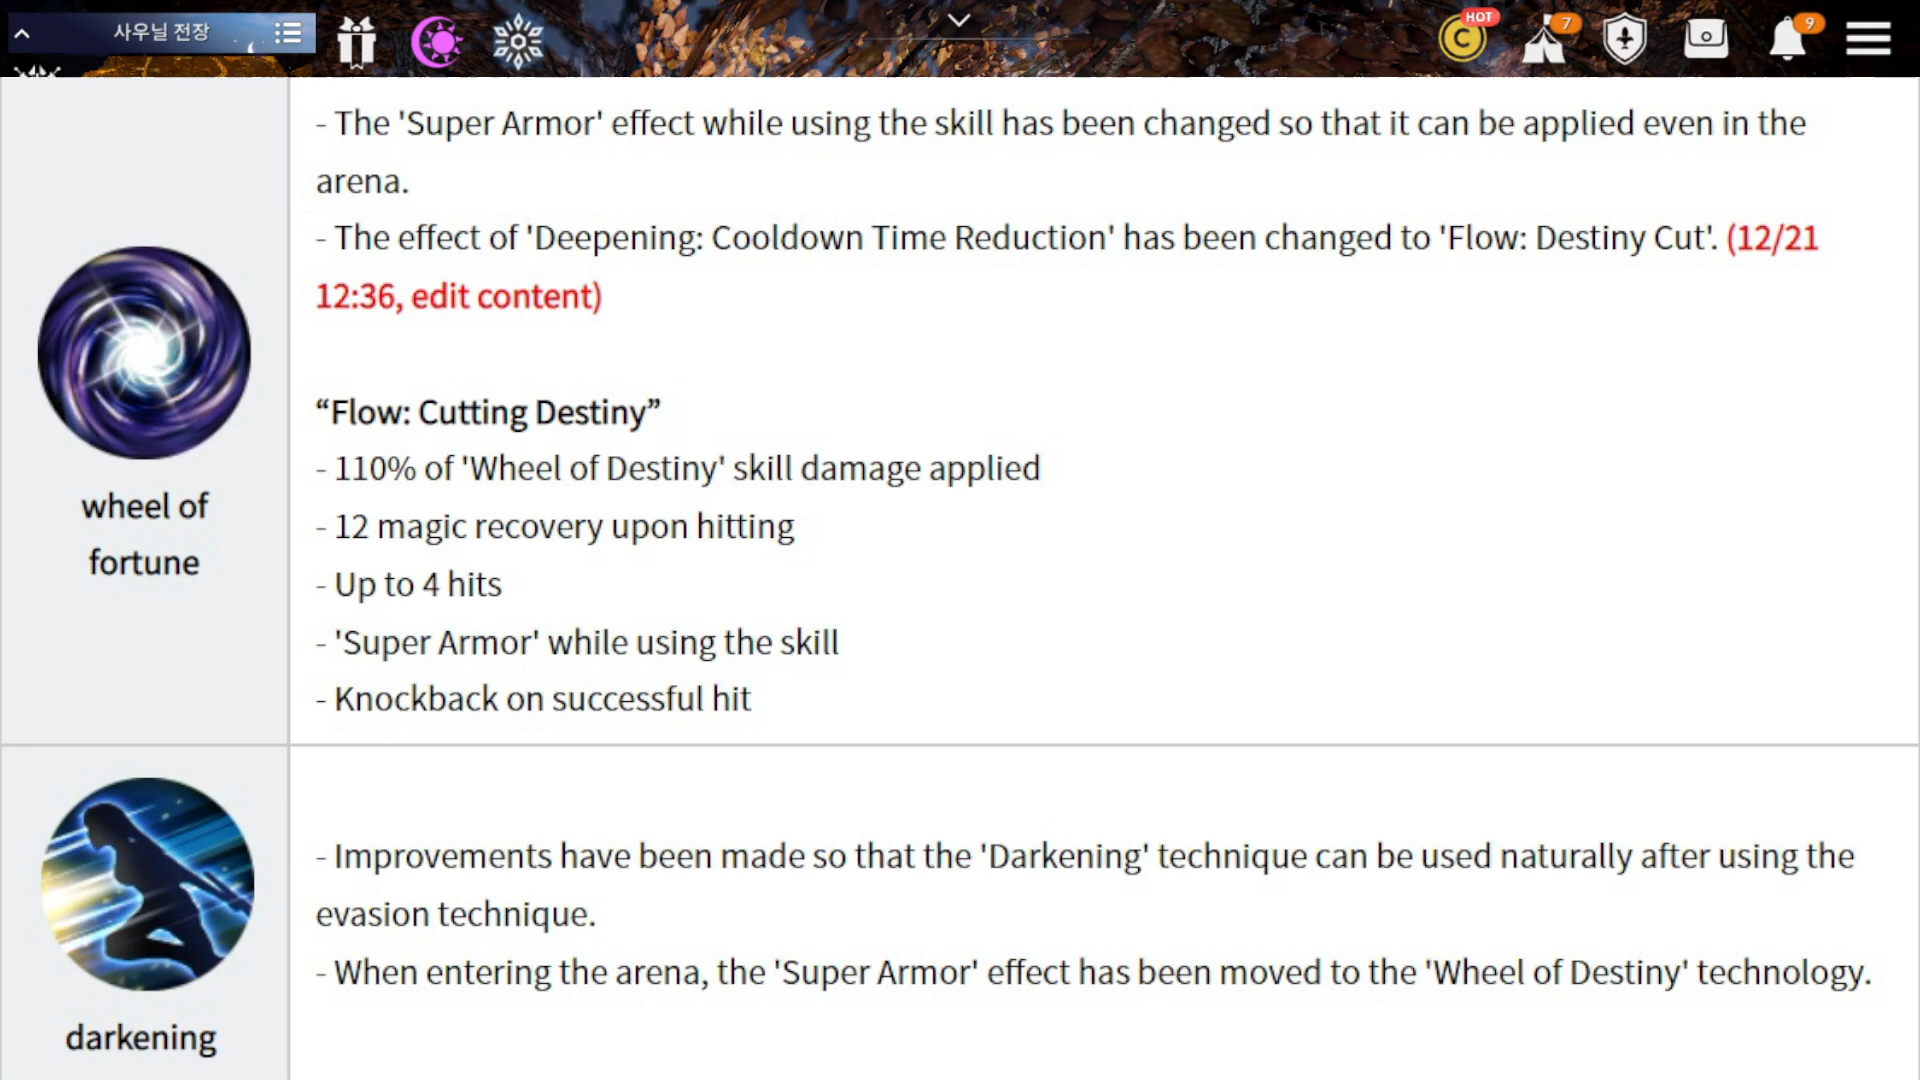 사우닐 전장
HOT
7
9
- The 'Super Armor' effect while using the skill has been changed so that it can be applied even in the
arena.
- The effect of 'Deepening: Cooldown Time Reduction' has been changed to 'Flow: Destiny Cut'. (12/21
12:36, edit content)
“Flow: Cutting Destiny”
- 110% of 'Wheel of Destiny' skill damage applied
- 12 magic recovery upon hitting
- Up to 4 hits
- 'Super Armor' while using the skill
- Knockback on successful hit
wheel of
fortune
- Improvements have been made so that the 'Darkening' technique can be used naturally after using the
evasion technique.
- When entering the arena, the 'Super Armor' effect has been moved to the 'Wheel of Destiny' technology.
darkening